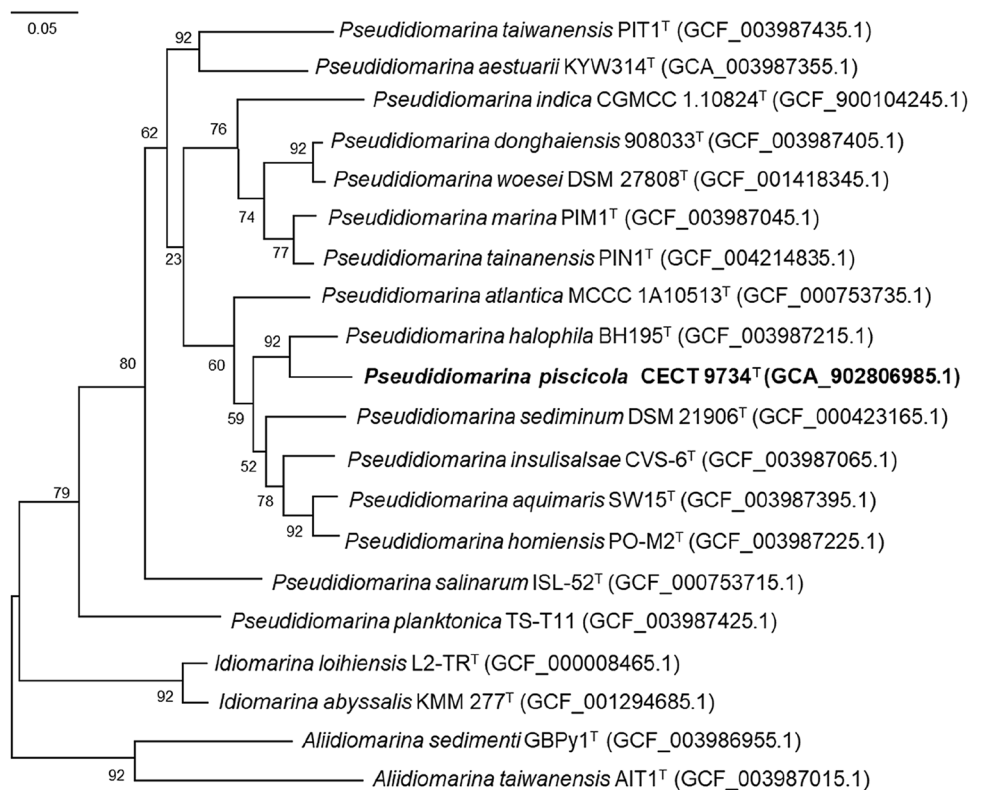 0.05
92
Pseudidiomarina taiwanensis PIT1ᵀ (GCF_003987435.1)
Pseudidiomarina aestuarii KYW314ᵀ (GCA_003987355.1)
Pseudidiomarina indica CGMCC 1.10824ᵀ (GCF_900104245.1)
62
76
92
Pseudidiomarina donghaiensis 908033ᵀ (GCF_003987405.1)
Pseudidiomarina woesei DSM 27808ᵀ (GCF_001418345.1)
74
Pseudidiomarina marina PIM1ᵀ (GCF_003987045.1)
23
77
Pseudidiomarina tainanensis PIN1ᵀ (GCF_004214835.1)
Pseudidiomarina atlantica MCCC 1A10513ᵀ (GCF_000753735.1)
92
Pseudidiomarina halophila BH195ᵀ (GCF_003987215.1)
80
60
Pseudidiomarina piscicola CECT 9734ᵀ (GCA_902806985.1)
59
Pseudidiomarina sediminum DSM 21906ᵀ (GCF_000423165.1)
52
Pseudidiomarina insulisalsae CVS-6ᵀ (GCF_003987065.1)
79
78
Pseudidiomarina aquimaris SW15ᵀ (GCF_003987395.1)
92
Pseudidiomarina homiensis PO-M2ᵀ (GCF_003987225.1)
Pseudidiomarina salinarum ISL-52ᵀ (GCF_000753715.1)
Pseudidiomarina planktonica TS-T11 (GCF_003987425.1)
Idiomarina loihiensis L2-TRᵀ (GCF_000008465.1)
92
Idiomarina abyssalis KMM 277ᵀ (GCF_001294685.1)
Aliidiomarina sedimenti GBPy1ᵀ (GCF_003986955.1)
92
Aliidiomarina taiwanensis AIT1ᵀ (GCF_003987015.1)